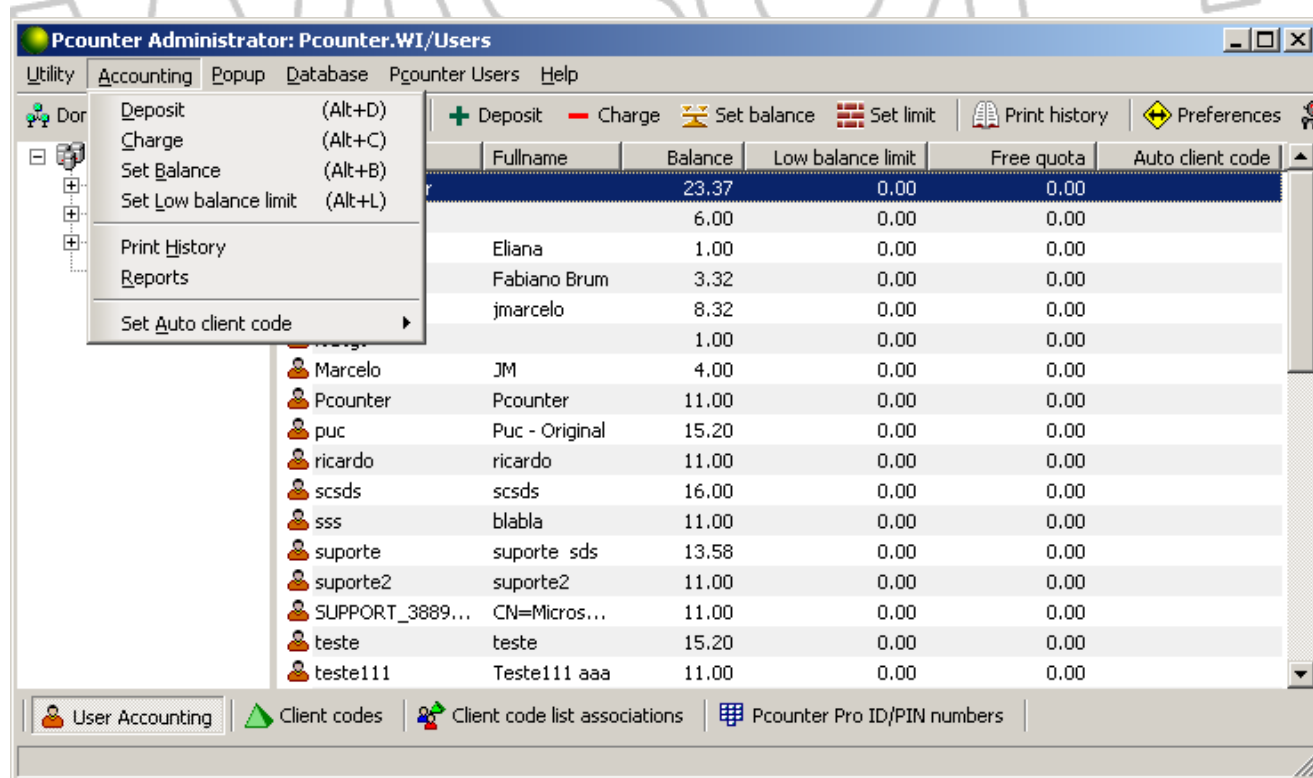 Pcounter Administrator: Pcounter.WI/Users
Utility Accounting Popup Database Pcounter Users Help
Dor Deposit Charge Set balance Set limit Print history Preferences
Deposit (Alt+D)
Charge (Alt+C)
Set Balance (Alt+B)
Set Low balance limit (Alt+L)
Print History
Reports
Set Auto client code
Fullname Balance Low balance limit Free quota Auto client code
r 23.37 0.00 0.00
6.00 0.00 0.00
Eliana 1.00 0.00 0.00
Fabiano Brum 3.32 0.00 0.00
jmarcelo 8.32 0.00 0.00
1.00 0.00 0.00
Marcelo JM 4.00 0.00 0.00
Pcounter Pcounter 11.00 0.00 0.00
puc Puc - Original 15.20 0.00 0.00
ricardo ricardo 11.00 0.00 0.00
scsds scsds 16.00 0.00 0.00
sss blabla 11.00 0.00 0.00
suporte suporte sds 13.58 0.00 0.00
suporte2 suporte2 11.00 0.00 0.00
SUPPORT_3889... CN=Micros... 11.00 0.00 0.00
teste teste 15.20 0.00 0.00
teste111 Teste111 aaa 11.00 0.00 0.00
User Accounting Client codes Client code list associations Pcounter Pro ID/PIN numbers